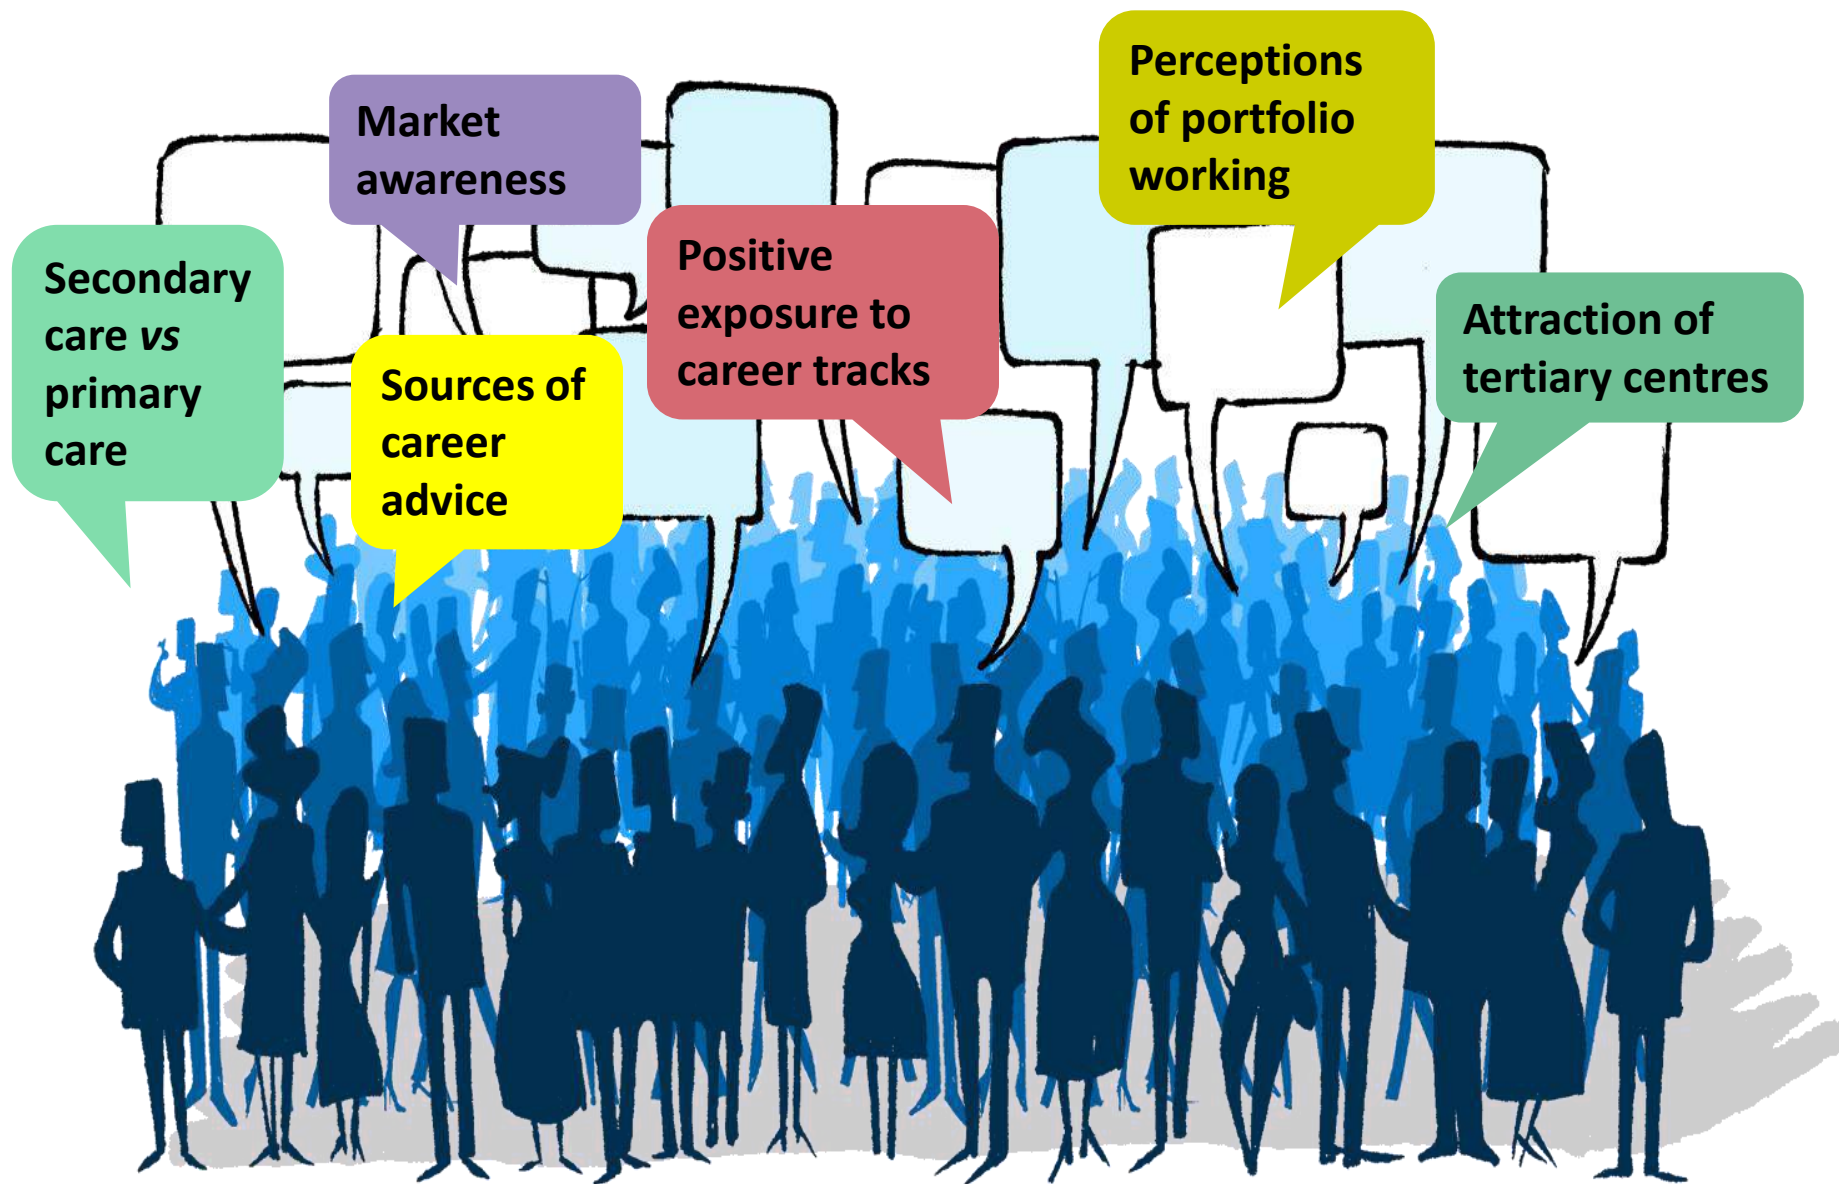 Secondary
care vs
primary
care
Market
awareness
Sources of
career
advice
Positive
exposure to
career tracks
Perceptions
of portfolio
working
Attraction of
tertiary centres